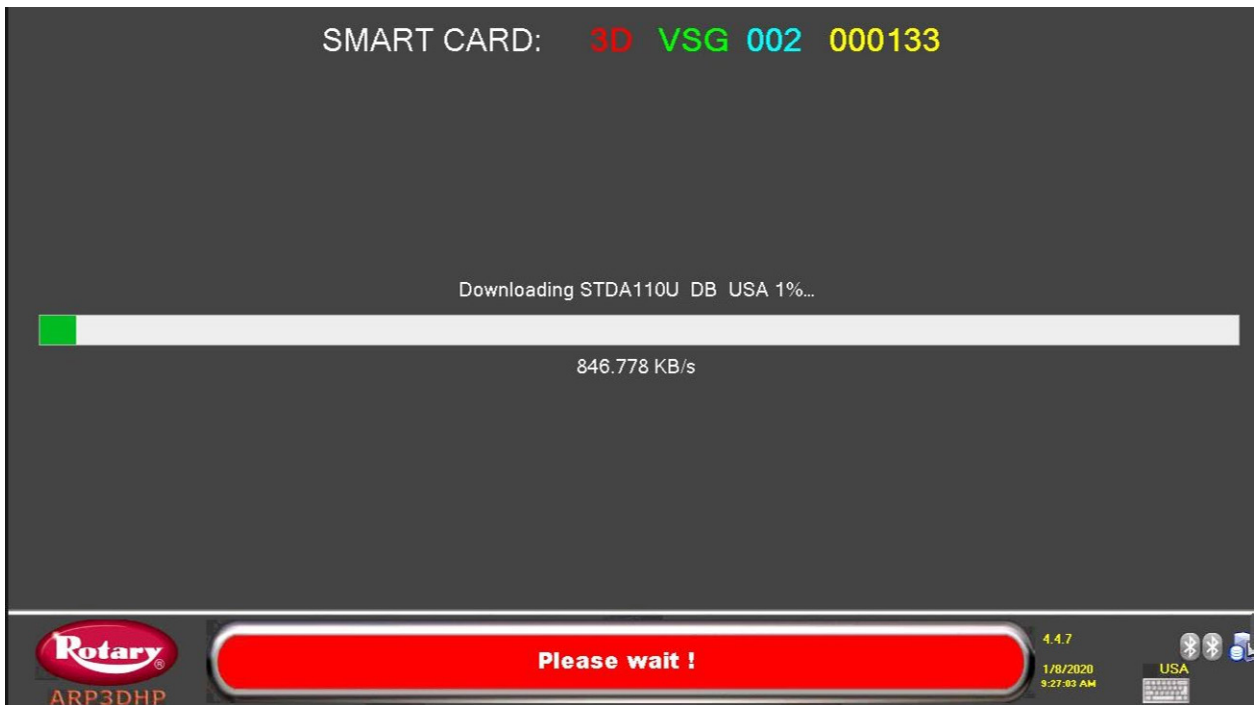 SMART CARD: 3D VSG 002 000133
Downloading STDA110U DB USA 1%...
846.778 KB/s
Rotary
®
ARP3DHP
Please wait !
4.4.7
1/8/2020
9:27:03 AM
USA